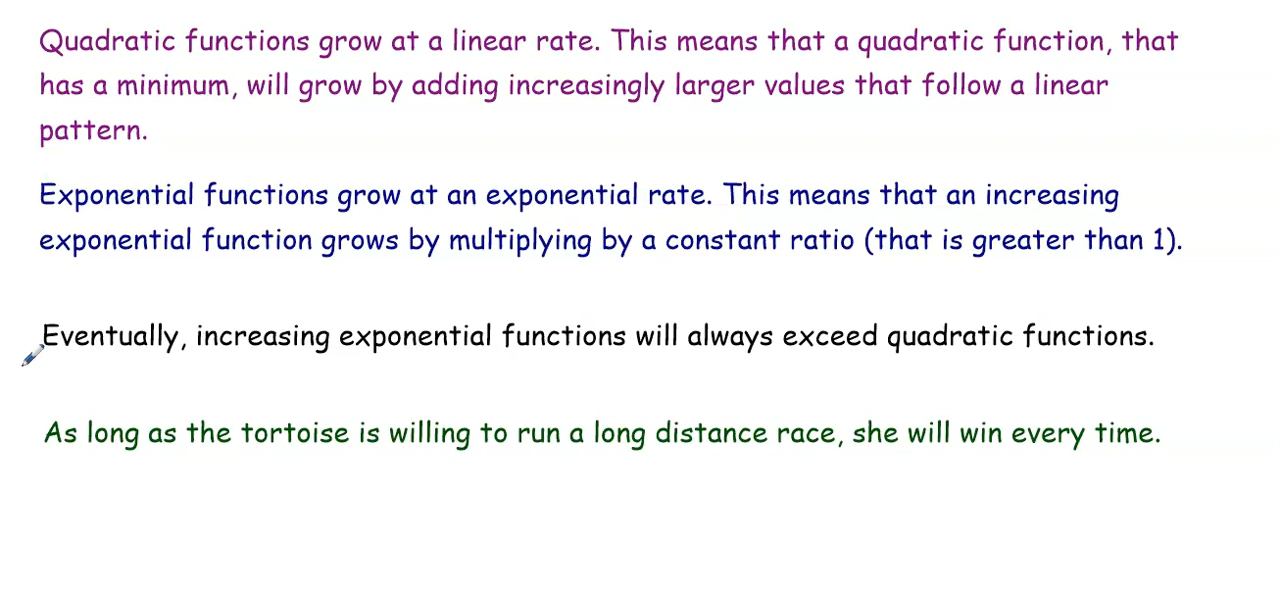 Quadratic functions grow at a linear rate. This means that a quadratic function, that
has a minimum, will grow by adding increasingly larger values that follow a linear
pattern.
Exponential functions grow at an exponential rate. This means that an increasing
exponential function grows by multiplying by a constant ratio (that is greater than 1).
Eventually, increasing exponential functions will always exceed quadratic functions.
As long as the tortoise is willing to run a long distance race, she will win every time.